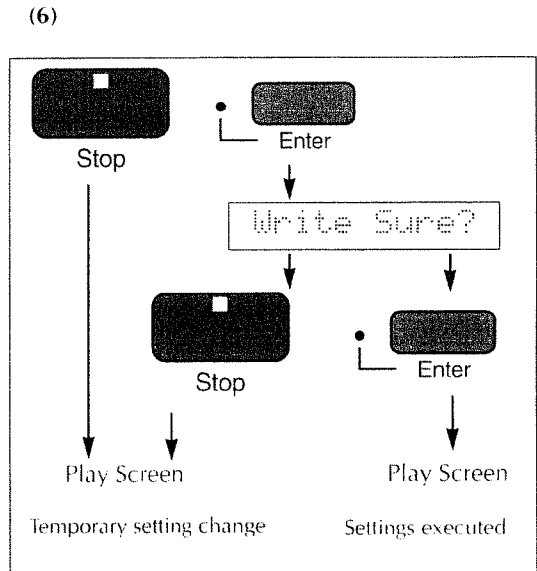 (6)
Stop
Enter
Write Sure?
Stop
Enter
Play Screen
Play Screen
Temporary setting change
Settings executed